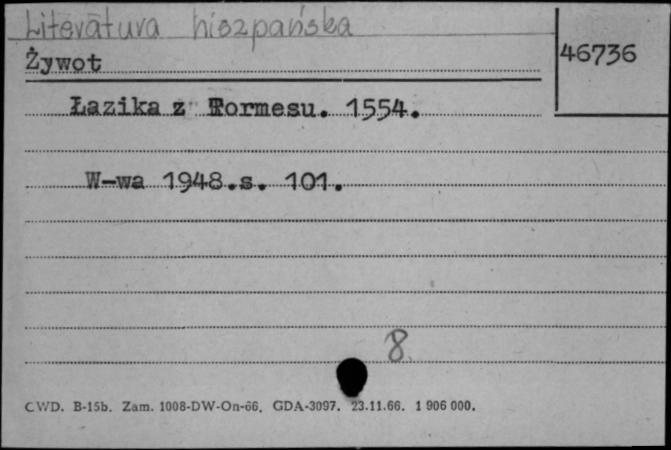 Literatura hiszpańska
Żywot
46736
Łazika z Tormesu. 1554.
W-wa 1948.s. 101.
8
CWD. B-15b. Zam. 1008-DW-On-66. GDA-3097. 23.11.66. 1 906 000.